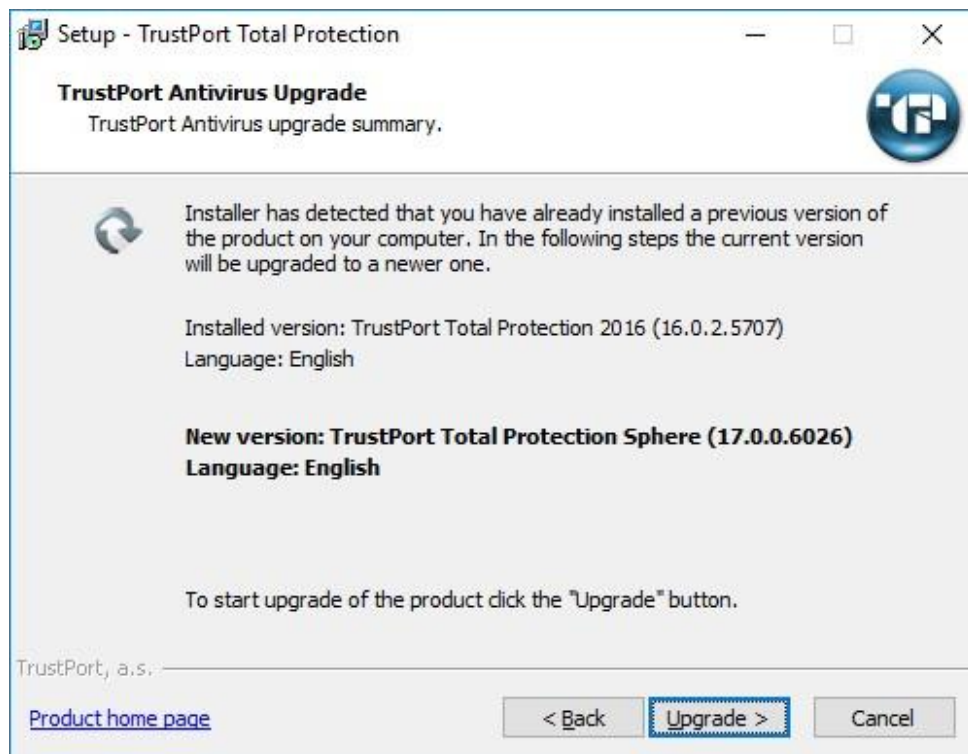 Setup - TrustPort Total Protection
TrustPort Antivirus Upgrade
TrustPort Antivirus upgrade summary.
Installer has detected that you have already installed a previous version of
the product on your computer. In the following steps the current version
will be upgraded to a newer one.
Installed version: TrustPort Total Protection 2016 (16.0.2.5707)
Language: English
New version: TrustPort Total Protection Sphere (17.0.0.6026)
Language: English
To start upgrade of the product click the "Upgrade" button.
TrustPort, a.s.
Product home page
< Back
Upgrade >
Cancel